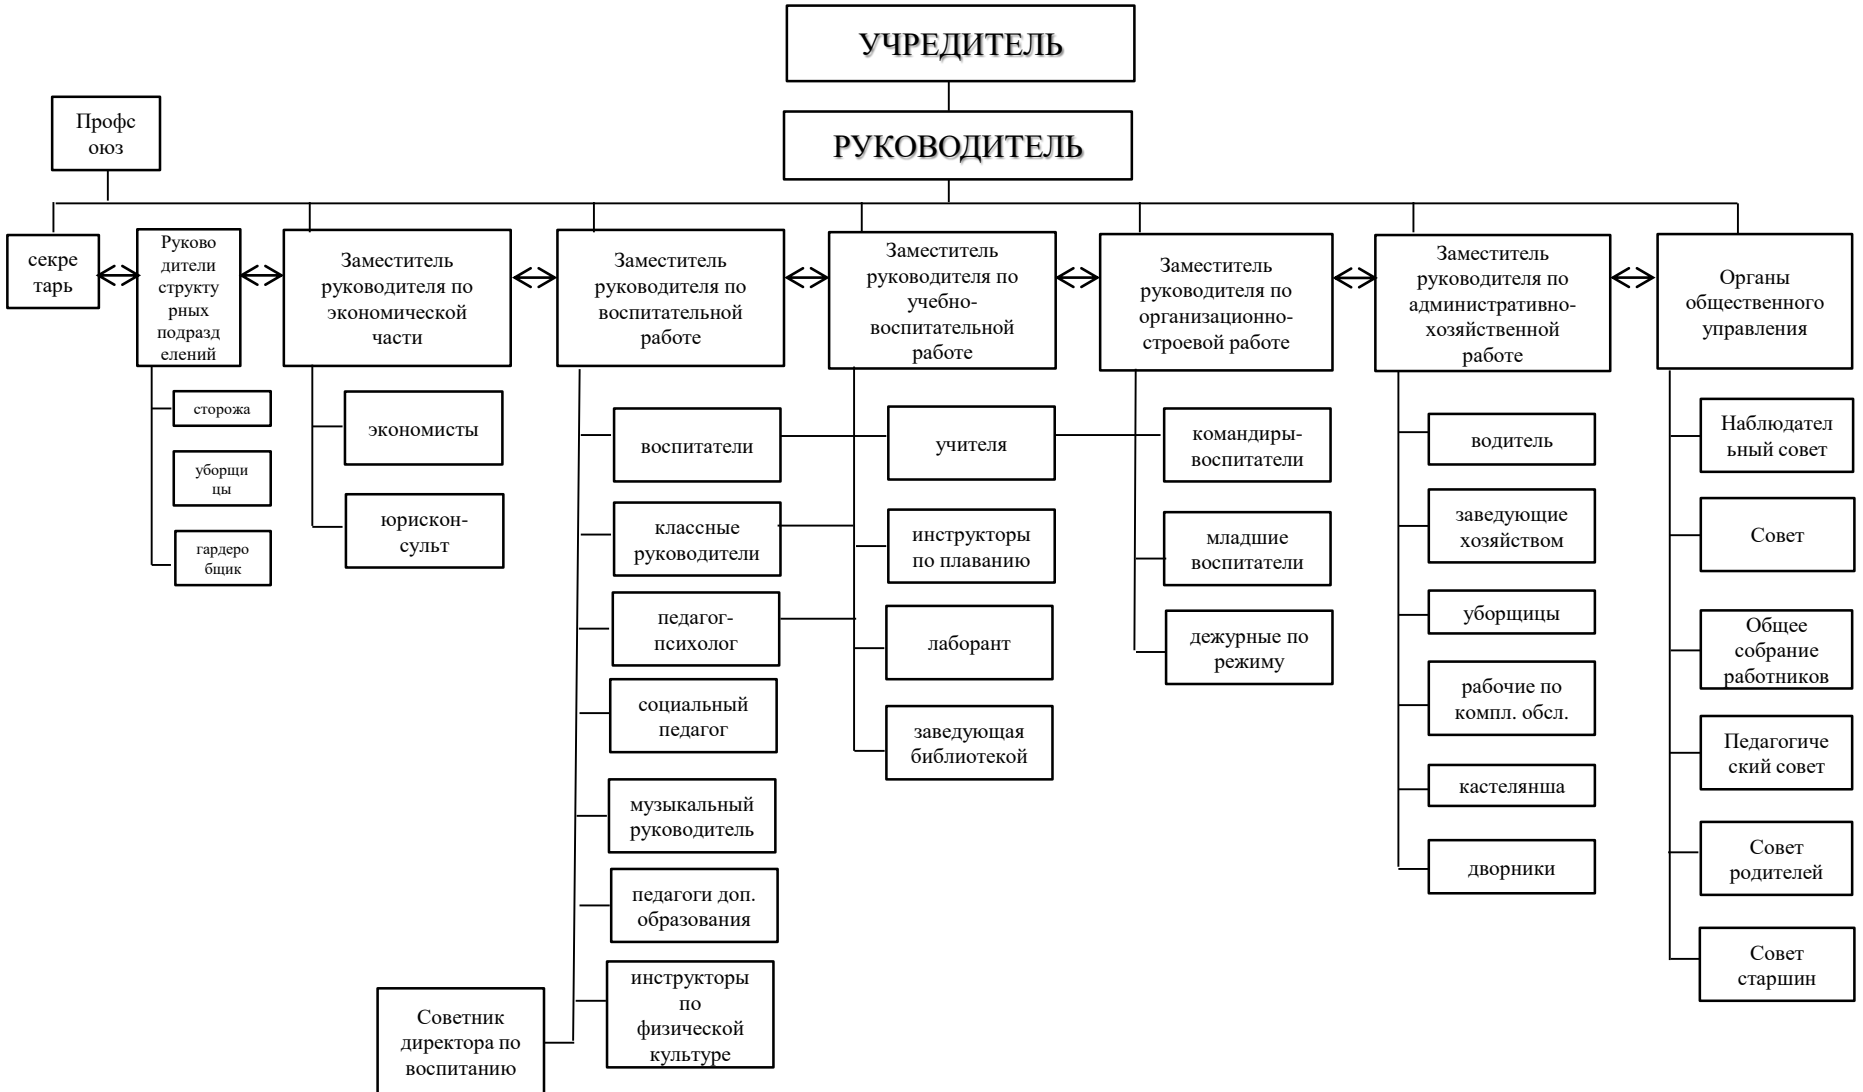 УЧРЕДИТЕЛЬ
РУКОВОДИТЕЛЬ
Профс
оюз
секре
тарь
Руково
дители
структу
рных
подразд
елений
Заместитель
руководителя по
экономической
части
Заместитель
руководителя по
воспитательной
работе
Заместитель
руководителя по
учебно-
воспитательной
работе
Заместитель
руководителя по
организационно-
строевой работе
Заместитель
руководителя по
административно-
хозяйственной
работе
Органы
общественного
управления
сторожа
уборщи
цы
гардеро
бщик
экономисты
юрискон-
сульт
воспитатели
классные
руководители
педагог-
психолог
социальный
педагог
музыкальный
руководитель
педагоги доп.
образования
инструкторы
по
физической
культуре
Советник
директора по
воспитанию
учителя
инструкторы
по плаванию
лаборант
заведующая
библиотекой
командиры-
воспитатели
младшие
воспитатели
дежурные по
режиму
водитель
заведующие
хозяйством
уборщицы
рабочие по
компл. обсл.
кастелянша
дворники
Наблюдател
ьный совет
Совет
Общее
собрание
работников
Педагогиче
ский совет
Совет
родителей
Совет
старшин